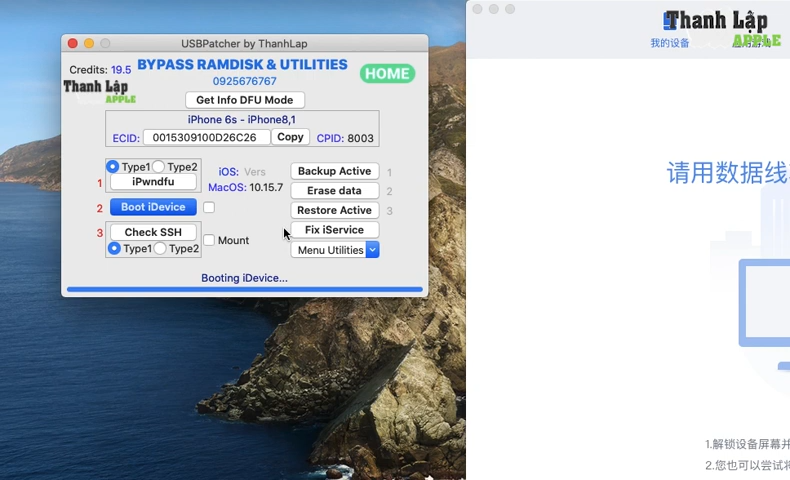 USBPatcher by ThanhLap
Credits: 19.5
BYPASS RAMDISK & UTILITIES
0925676767
HOME
Thanh Lập
APPLE
Get Info DFU Mode
iPhone 6s - iPhone8,1
ECID: 0015309100D26C26 Copy CPID: 8003
Type1 Type2
1 iPwndfu
iOS: Vers
MacOS: 10.15.7
2 Boot iDevice
3 Check SSH
Type1 Type2
Mount
Backup Active 1
Erase data 2
Restore Active 3
Fix iService
Menu Utilities
Booting iDevice...
Thanh Lập
APPLE
我的设备
请用数据线
1.解锁设备屏幕并
2.您也可以尝试将